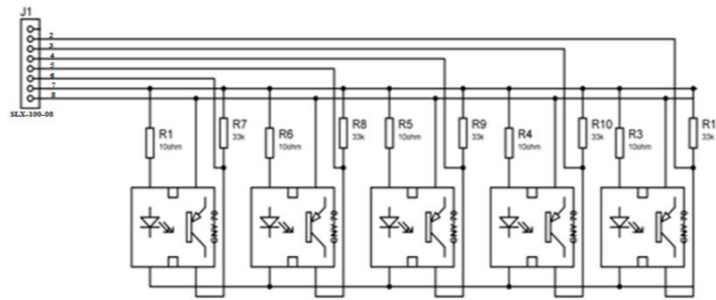 J1
2
3
4
5
6
7
8
SLX-100-08
R1
10ohm
R7
33k
R6
10ohm
R8
33k
R5
10ohm
R9
33k
R4
10ohm
R10
33k
R3
10ohm
R1
33k
CNY 70
CNY 70
CNY 70
CNY 70
CNY 70